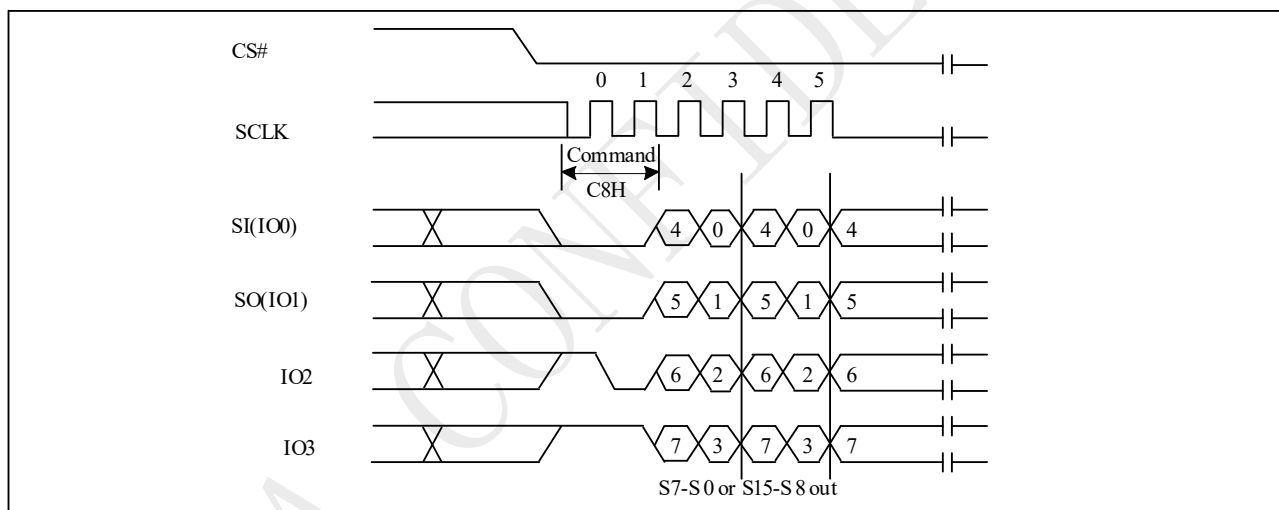 CS#
0 1 2 3 4 5
SCLK
Command
C8H
SI(IO0)
4 0 4 0 4
SO(IO1)
5 1 5 1 5
IO2
6 2 6 2 6
IO3
7 3 7 3 7
S7-S0 or S15-S8 out